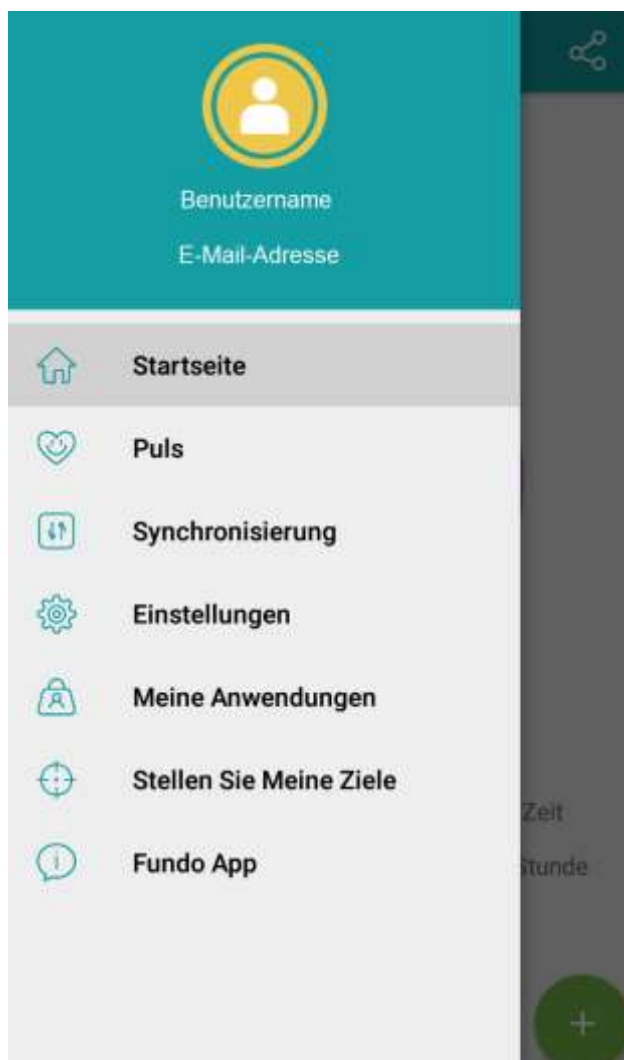 Benutzername
E-Mail-Adresse
Startseite
Puls
Synchronisierung
Einstellungen
Meine Anwendungen
Stellen Sie Meine Ziele
Zeit
Fundo App
Stunde